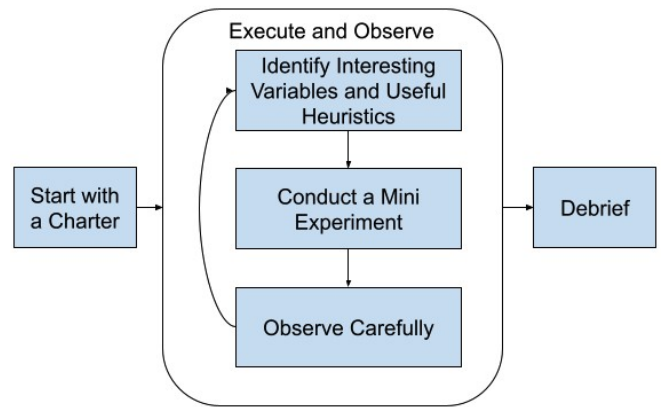 Execute and Observe
Identify Interesting
Variables and Useful
Heuristics
Start with
a Charter
Conduct a Mini
Experiment
Debrief
Observe Carefully